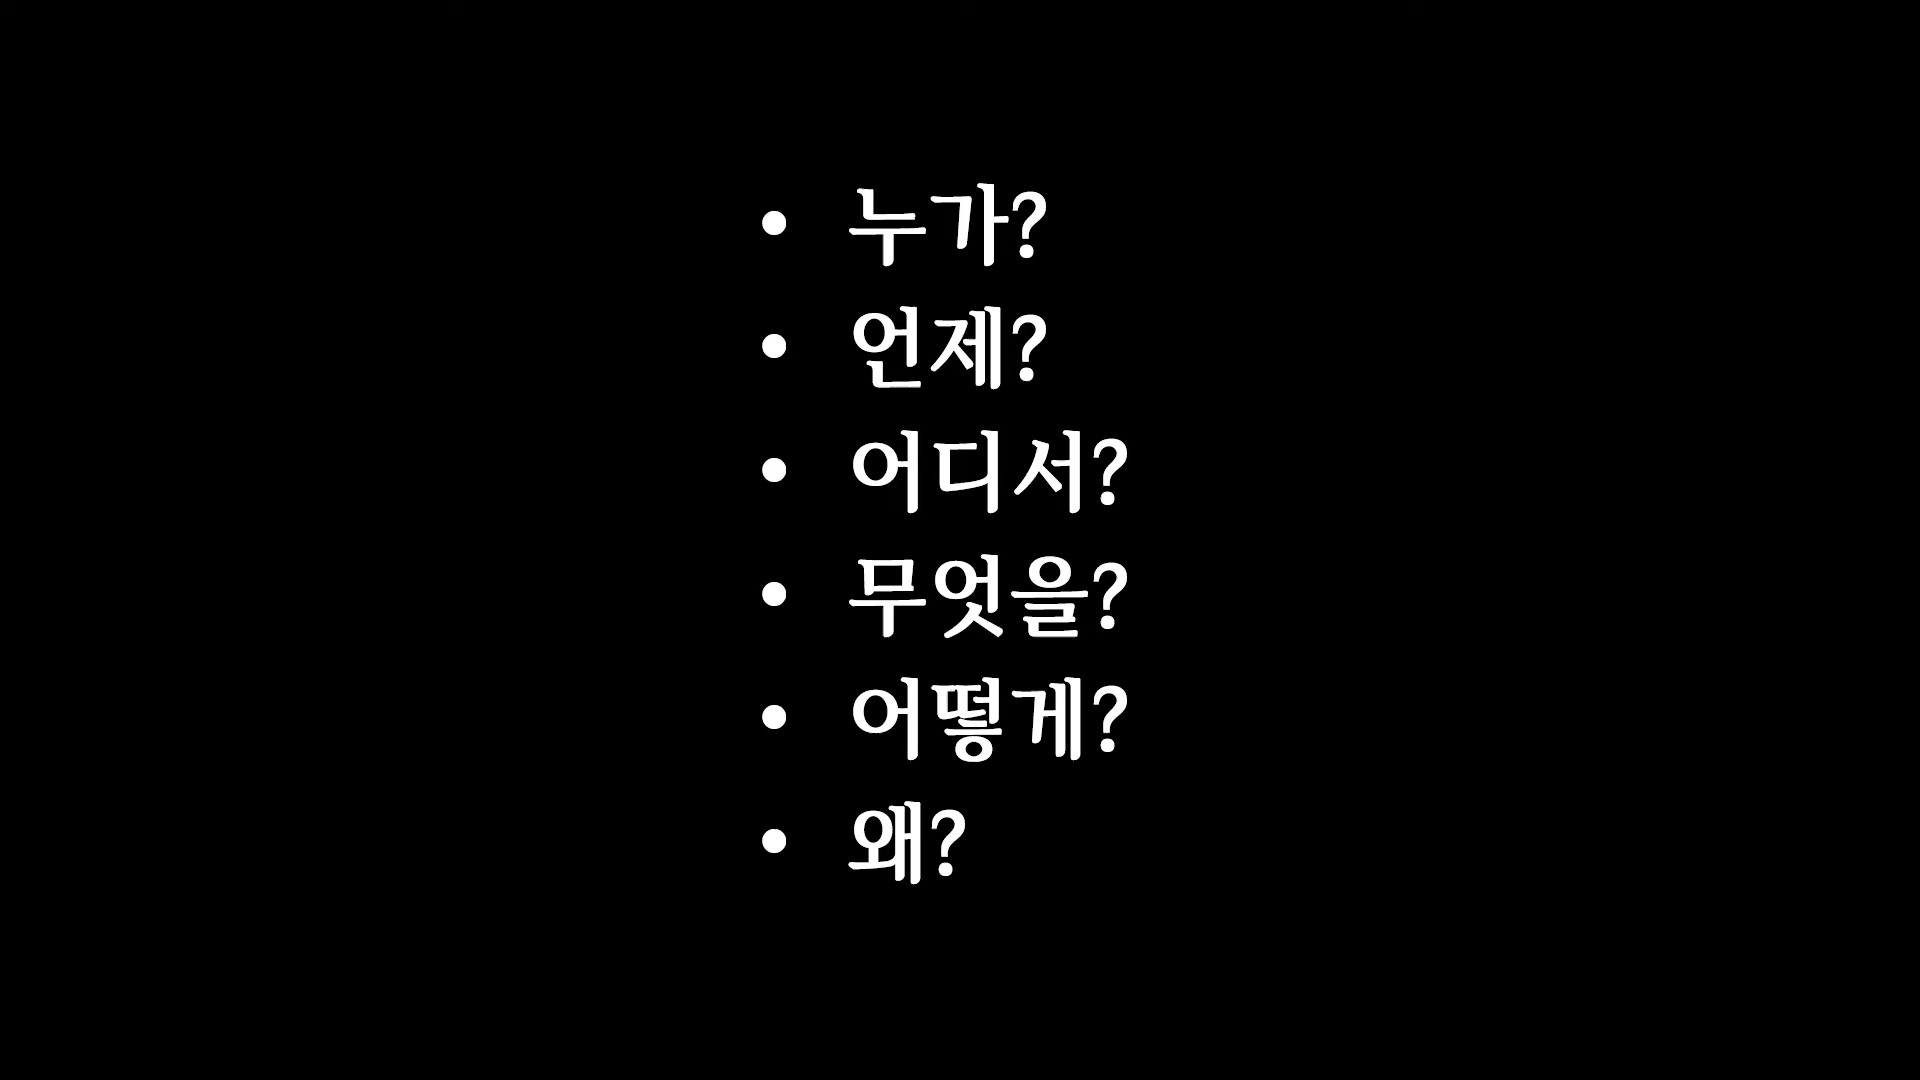 • 누가?
• 언제?
• 어디서?
• 무엇을?
• 어떻게?
• 왜?